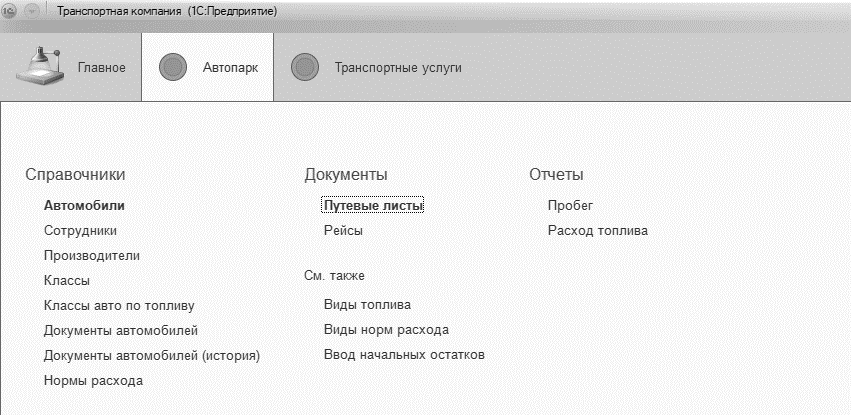 1С Транспортная компания (1С:Предприятие)
Главное
Автопарк
Транспортные услуги
Справочники
Автомобили
Сотрудники
Производители
Классы
Классы авто по топливу
Документы автомобилей
Документы автомобилей (история)
Нормы расхода
Документы
Путевые листы
Рейсы
См. также
Виды топлива
Виды норм расхода
Ввод начальных остатков
Отчеты
Пробег
Расход топлива